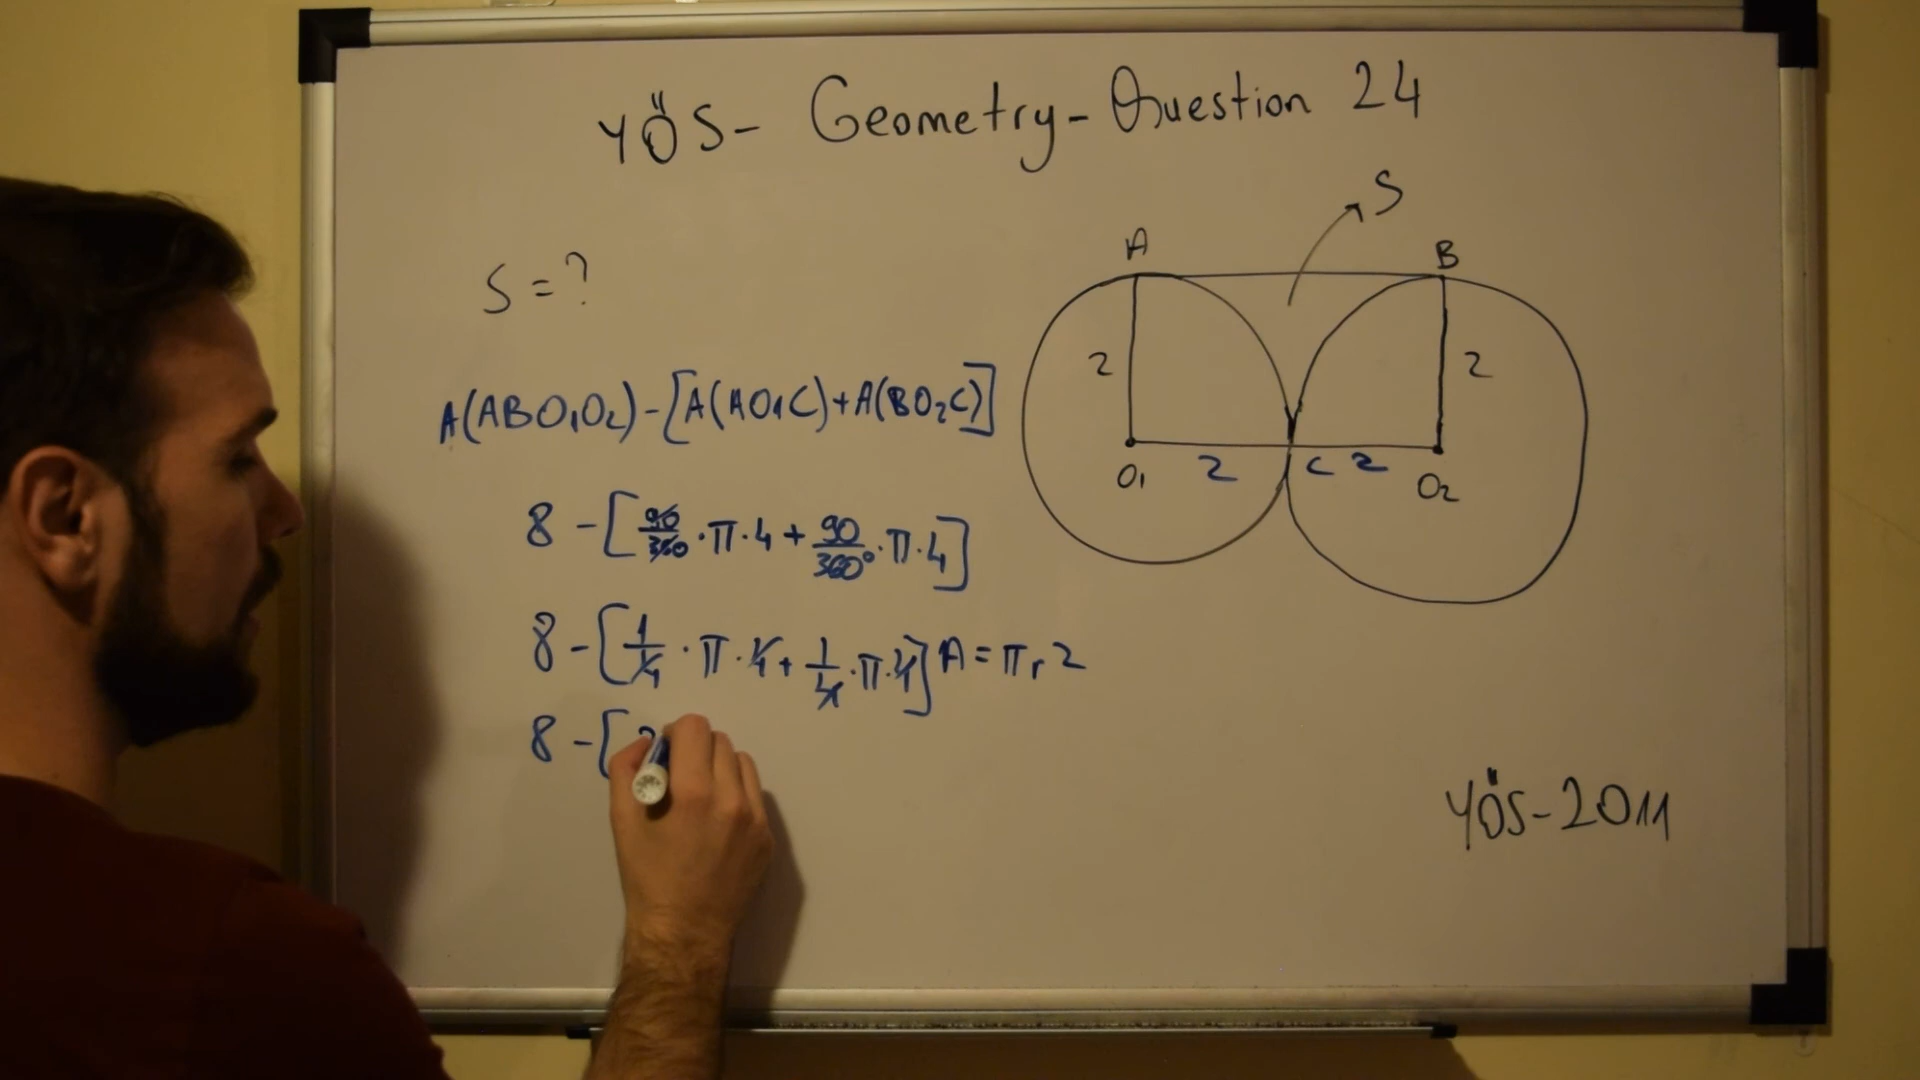 YÖS- Geometry-Question 24
S
S = ?
A B
A(ABO₁O₂)-[A(AO₁C)+A(BO₂C)]
2 2
O₁ 2 C 2 O₂
8 -[90/360·π·4+90/360°·π·4]
8 -[1/4·π·4+1/4·π·4] A=πr2
8 -[
YÖS-2011